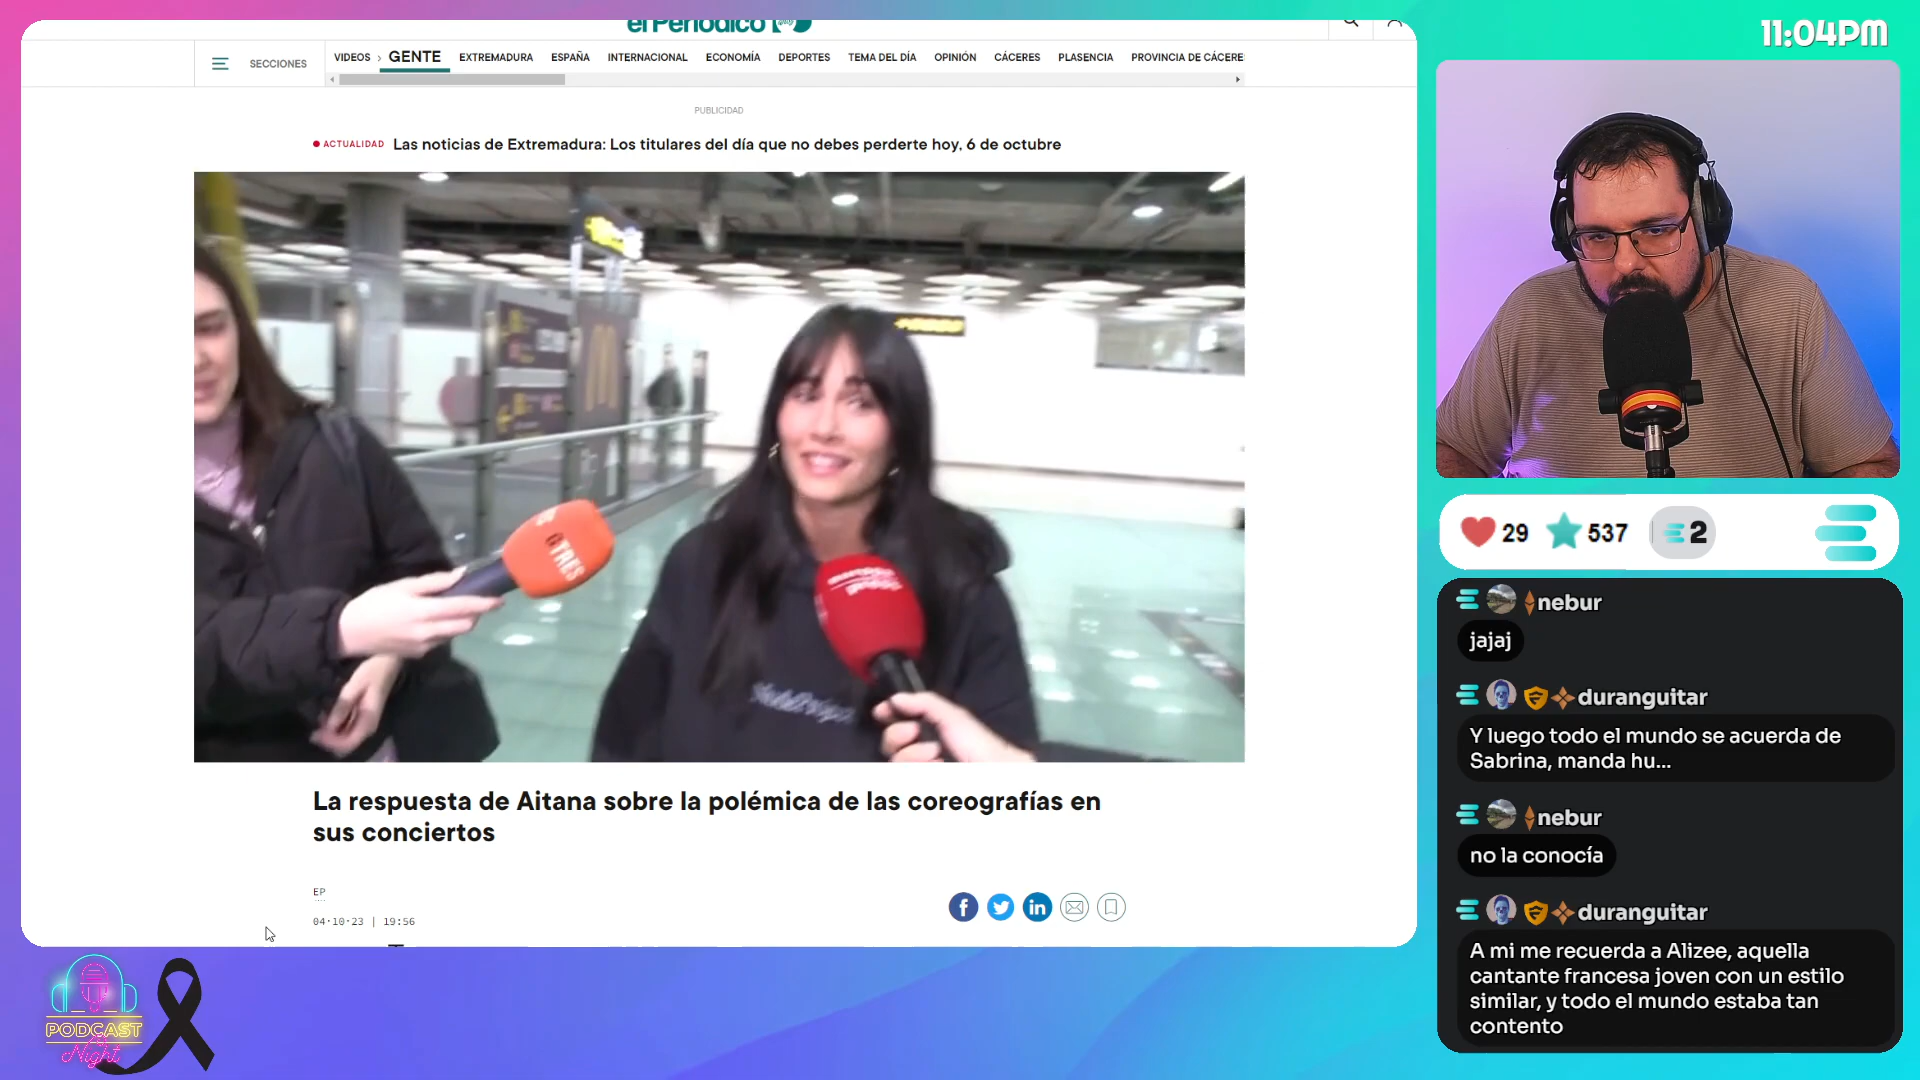 el Periódico
11:04PM
SECCIONES
VIDEOS › GENTE EXTREMADURA ESPAÑA INTERNACIONAL ECONOMÍA DEPORTES TEMA DEL DÍA OPINIÓN CÁCERES PLASENCIA PROVINCIA DE CÁCERE
PUBLICIDAD
ACTUALIDAD Las noticias de Extremadura: Los titulares del día que no debes perderte hoy, 6 de octubre
La respuesta de Aitana sobre la polémica de las coreografías en
sus conciertos
EP
04·10·23 | 19:56
29 537 2
nebur
jajaj
duranguitar
Y luego todo el mundo se acuerda de
Sabrina, manda hu...
nebur
no la conocía
duranguitar
A mi me recuerda a Alizee, aquella
cantante francesa joven con un estilo
similar, y todo el mundo estaba tan
contento
PODCAST
Night